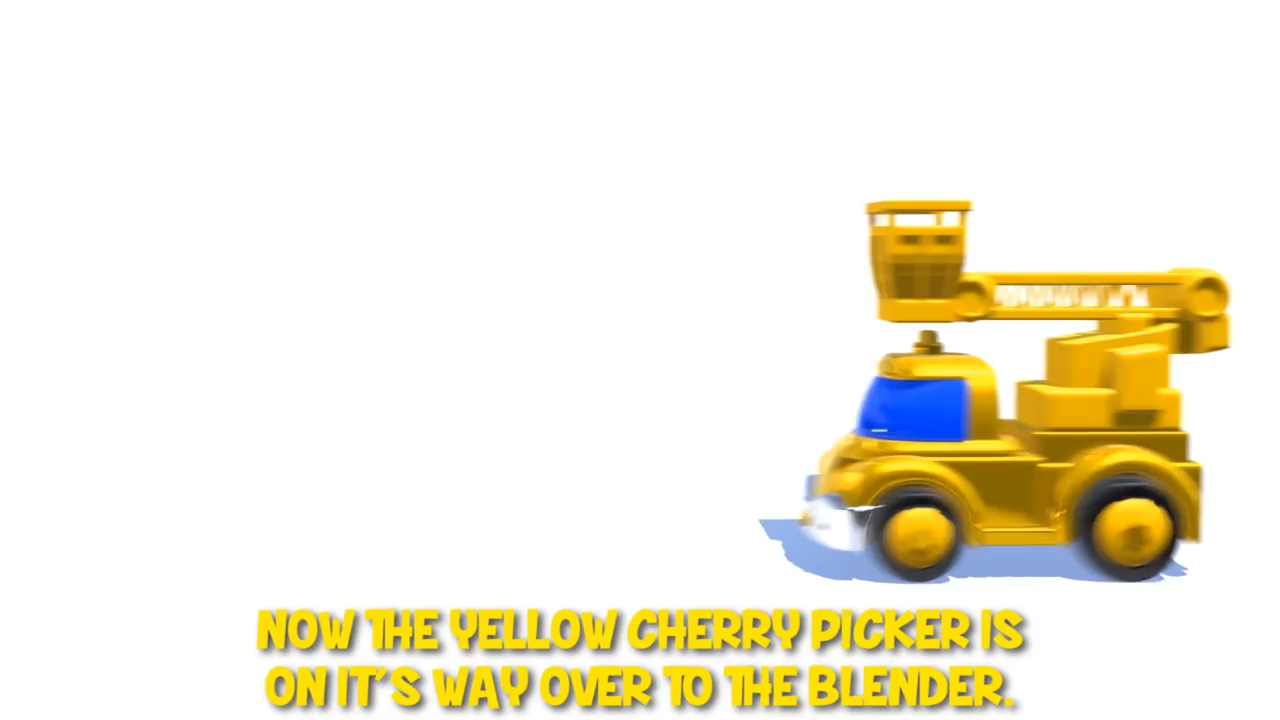 NOW THE YELLOW CHERRY PICKER IS
ON IT'S WAY OVER TO THE BLENDER.